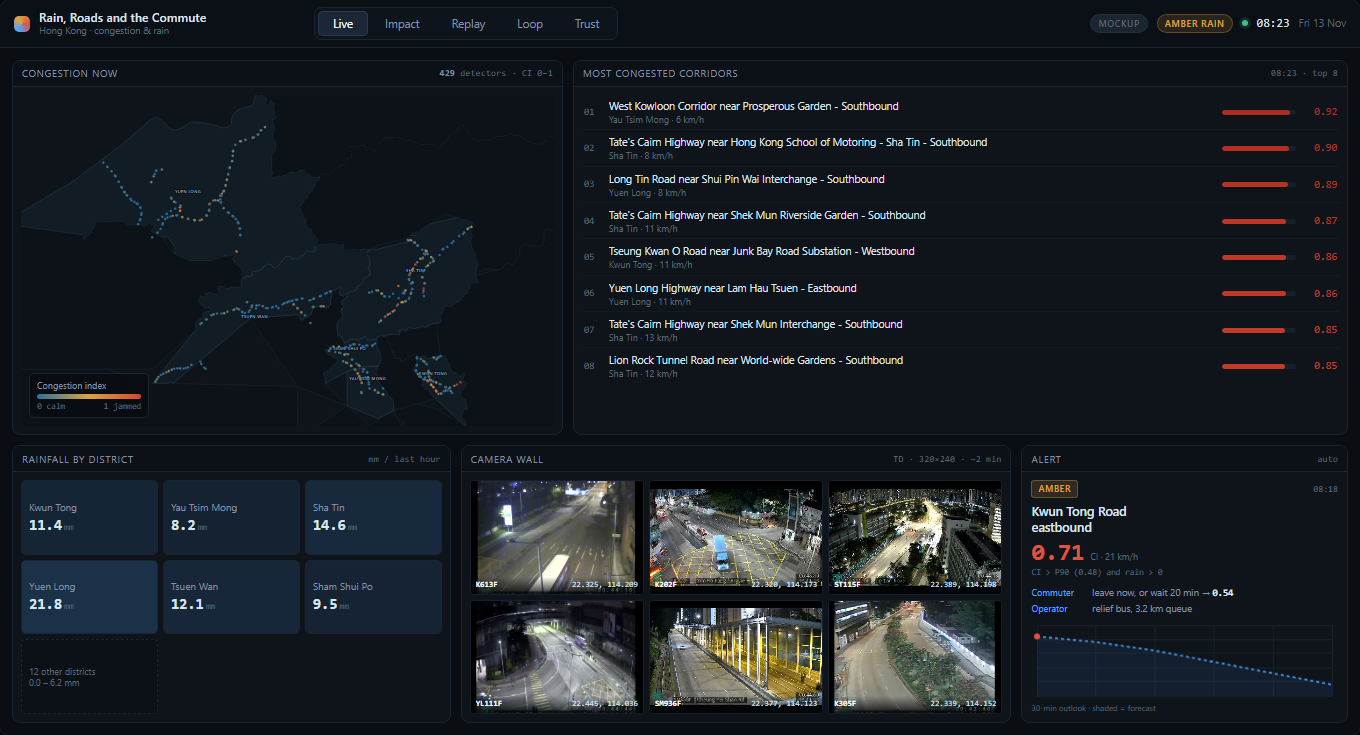 Rain, Roads and the Commute
Hong Kong · congestion & rain
Live
Impact
Replay
Loop
Trust
MOCKUP
AMBER RAIN
08:23
Fri 13 Nov
CONGESTION NOW
429 detectors · CI 0–1
YUEN LONG
SHA TIN
TSUEN WAN
YAU TSIM MONG
KWUN TONG
Congestion index
0 calm
1 jammed
MOST CONGESTED CORRIDORS
08:23 · top 8
01
West Kowloon Corridor near Prosperous Garden - Southbound
Yau Tsim Mong · 6 km/h
0.92
02
Tate's Cairn Highway near Hong Kong School of Motoring - Sha Tin - Southbound
Sha Tin · 8 km/h
0.90
03
Long Tin Road near Shui Pin Wai Interchange - Southbound
Yuen Long · 8 km/h
0.89
04
Tate's Cairn Highway near Shek Mun Riverside Garden - Southbound
Sha Tin · 11 km/h
0.87
05
Tseung Kwan O Road near Junk Bay Road Substation - Westbound
Kwun Tong · 11 km/h
0.86
06
Yuen Long Highway near Lam Hau Tsuen - Eastbound
Yuen Long · 11 km/h
0.86
07
Tate's Cairn Highway near Shek Mun Interchange - Southbound
Sha Tin · 13 km/h
0.85
08
Lion Rock Tunnel Road near World-wide Gardens - Southbound
Sha Tin · 12 km/h
0.85
RAINFALL BY DISTRICT
mm / last hour
Kwun Tong
11.4 mm
Yau Tsim Mong
8.2 mm
Sha Tin
14.6 mm
Yuen Long
21.8 mm
Tsuen Wan
12.1 mm
Sham Shui Po
9.5 mm
12 other districts
0.0 – 6.2 mm
CAMERA WALL
TD · 320×240 · ~2 min
K613F
22.325, 114.209
K202F
22.320, 114.173
ST115F
22.389, 114.198
YL111F
22.445, 114.036
SM936F
22.377, 114.123
K305F
22.339, 114.152
ALERT
auto
AMBER
08:18
Kwun Tong Road
eastbound
0.71 CI · 21 km/h
CI > P90 (0.48) and rain > 0
Commuter
leave now, or wait 20 min → 0.54
Operator
relief bus, 3.2 km queue
30-min outlook · shaded = forecast